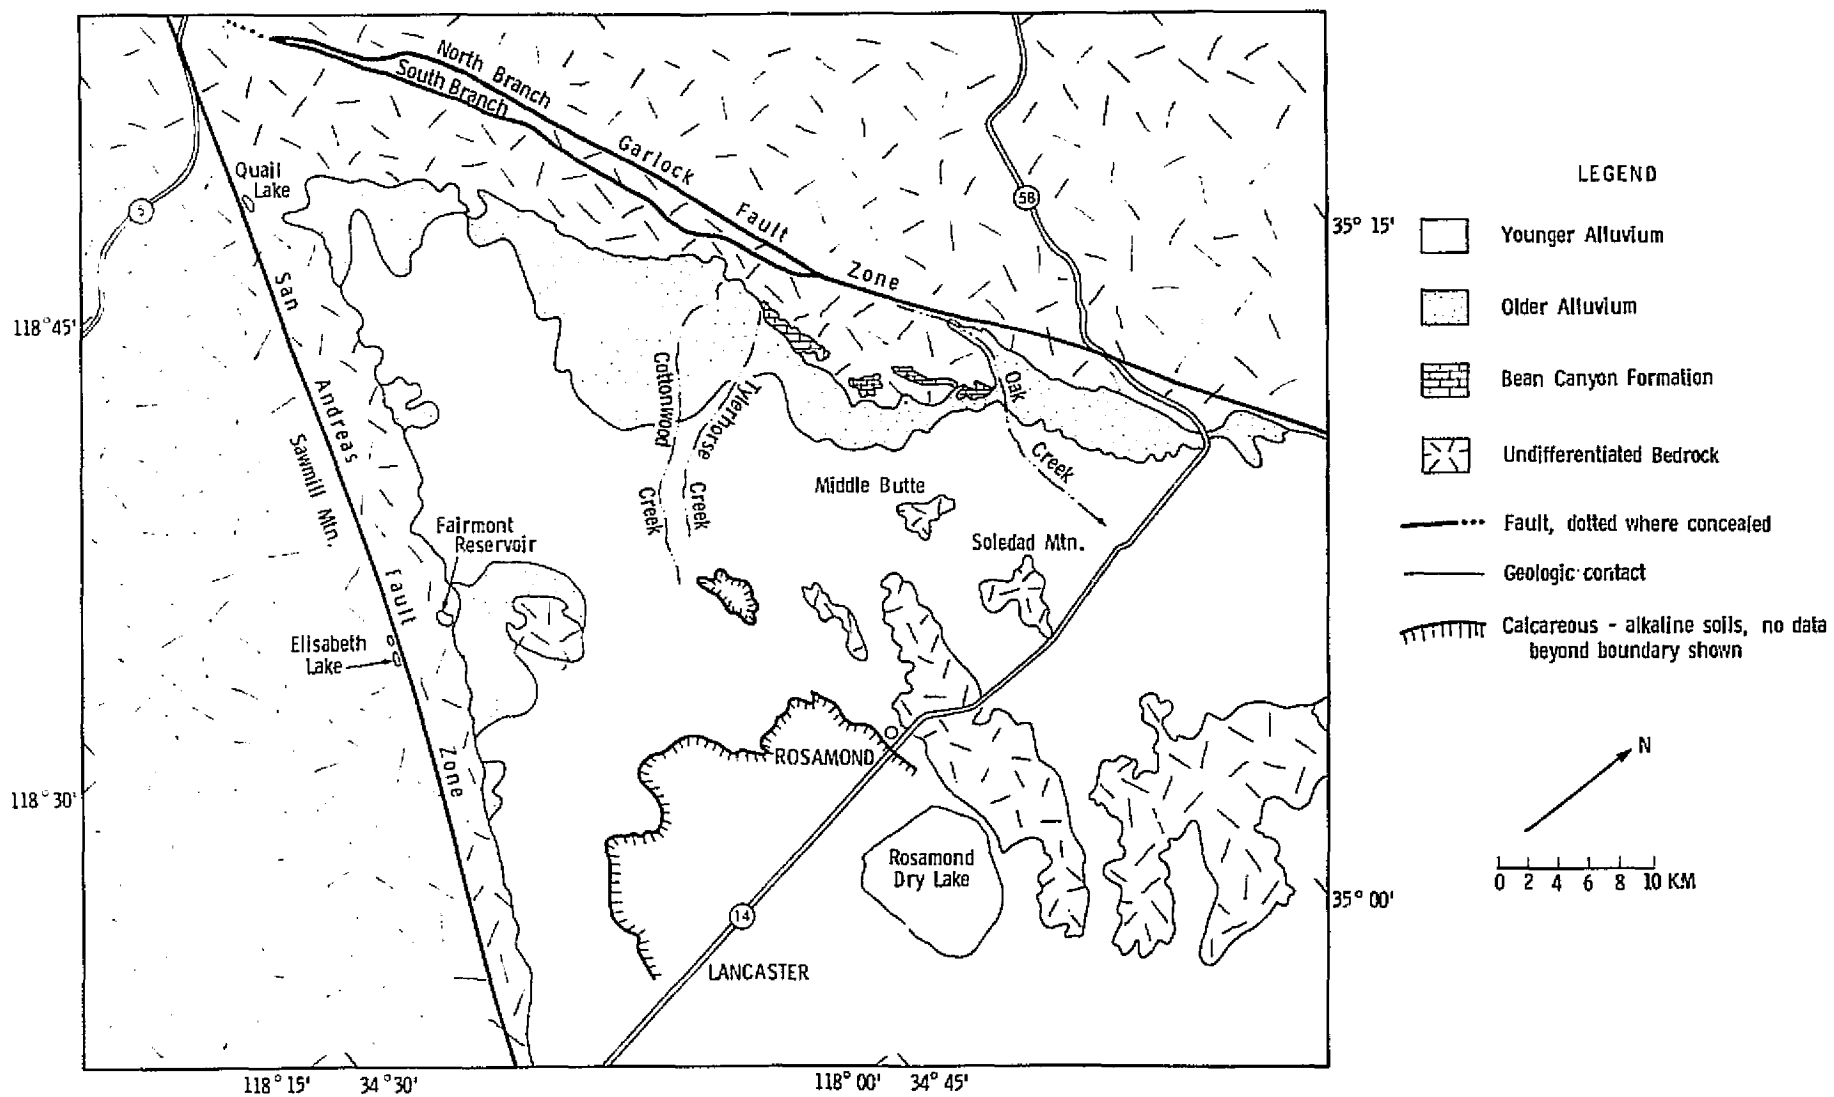 North Branch
South Branch
Garlock
Fault
Zone
Quail
Lake
5
58
LEGEND
Younger Alluvium
Older Alluvium
Bean Canyon Formation
Undifferentiated Bedrock
Fault, dotted where concealed
Geologic contact
Calcareous - alkaline soils, no data
beyond boundary shown
35° 15'
118° 45'
San
Andreas
Fault
Zone
Sawmill Mtn.
Cottonwood
Creek
Tylerhorse
Creek
Oak
Creek
Middle Butte
Soledad Mtn.
Fairmont
Reservoir
Elisabeth
Lake
118° 30'
ROSAMOND
Rosamond
Dry Lake
14
LANCASTER
35° 00'
N
0 2 4 6 8 10 KM
118° 15' 34° 30'
118° 00' 34° 45'